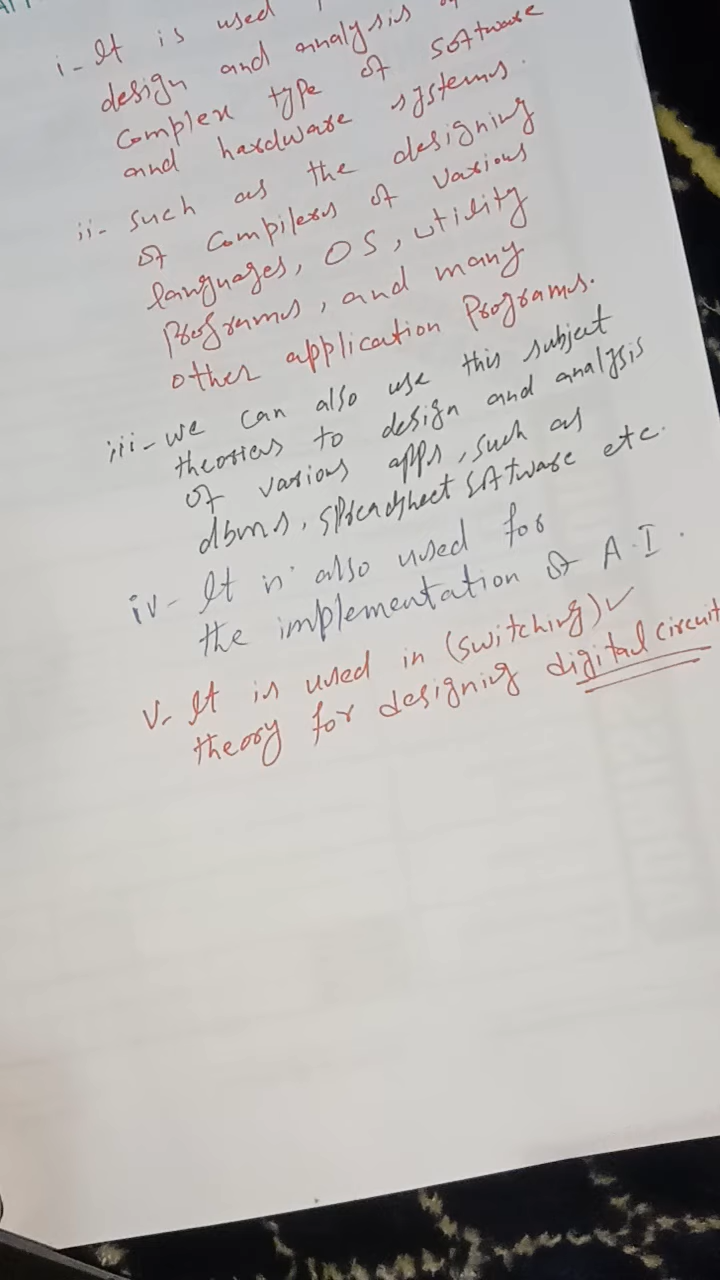 i- It is used
design and analysis
complex type of software
and hardware systems.
ii- such as the designing
of compilers of various
languages, OS, utility
programs, and many
other application programs.
iii- we can also use this subject
theories to design and analysis
of various apps, such as
dbms, spreadsheet software etc.
iv- It is also used for
the implementation of A.I.
v- It is used in (switching) ✓
theory for designing digital circuit